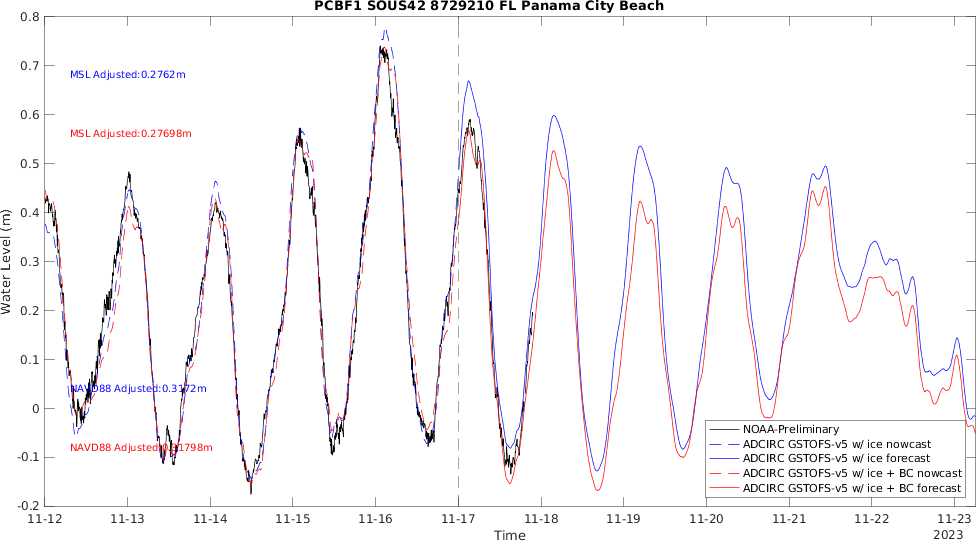 PCBF1 SOUS42 8729210 FL Panama City Beach
0.8
0.7
0.6
0.5
0.4
0.3
0.2
0.1
0
-0.1
-0.2
Water Level (m)
MSL Adjusted:0.2762m
MSL Adjusted:0.27698m
NAVD88 Adjusted:0.3172m
NAVD88 Adjusted:0.31798m
NOAA-Preliminary
ADCIRC GSTOFS-v5 w/ ice nowcast
ADCIRC GSTOFS-v5 w/ ice forecast
ADCIRC GSTOFS-v5 w/ ice + BC nowcast
ADCIRC GSTOFS-v5 w/ ice + BC forecast
11-12 11-13 11-14 11-15 11-16 11-17 11-18 11-19 11-20 11-21 11-22 11-23
Time
2023